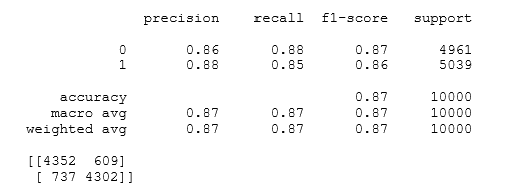 precision recall f1-score support
0 0.86 0.88 0.87 4961
1 0.88 0.85 0.86 5039
accuracy 0.87 10000
macro avg 0.87 0.87 0.87 10000
weighted avg 0.87 0.87 0.87 10000
[[4352 609]
[ 737 4302]]